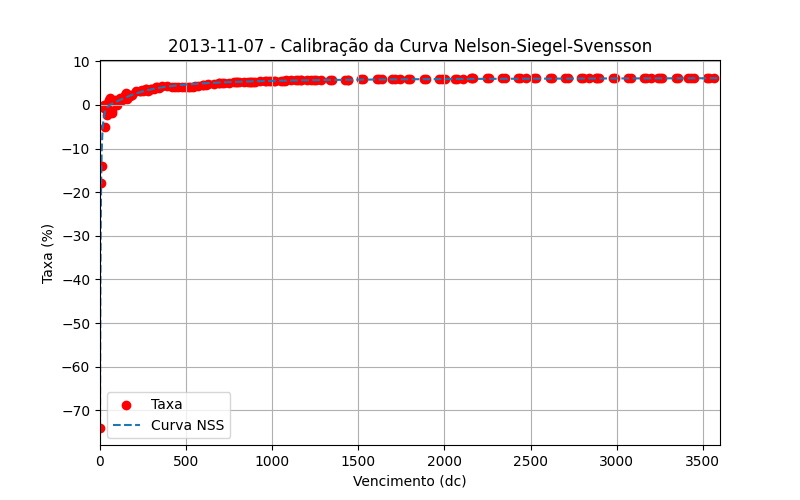 2013-11-07 - Calibração da Curva Nelson-Siegel-Svensson
10
0
−10
−20
−30
−40
−50
−60
−70
Taxa (%)
Taxa
Curva NSS
0 500 1000 1500 2000 2500 3000 3500
Vencimento (dc)